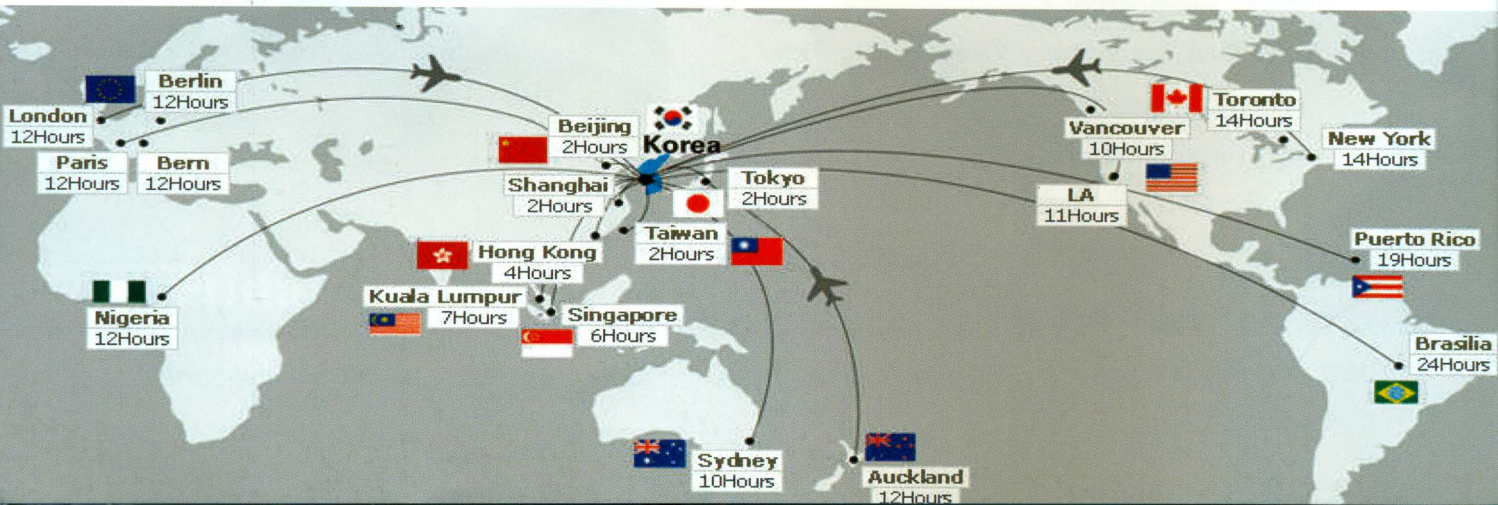 Berlin
12Hours
London
12Hours
Paris
12Hours
Bern
12Hours
Beijing
2Hours
Korea
Shanghai
2Hours
Tokyo
2Hours
Taiwan
2Hours
Hong Kong
4Hours
Kuala Lumpur
7Hours
Singapore
6Hours
Nigeria
12Hours
Sydney
10Hours
Auckland
12Hours
Vancouver
10Hours
Toronto
14Hours
New York
14Hours
LA
11Hours
Puerto Rico
19Hours
Brasilia
24Hours